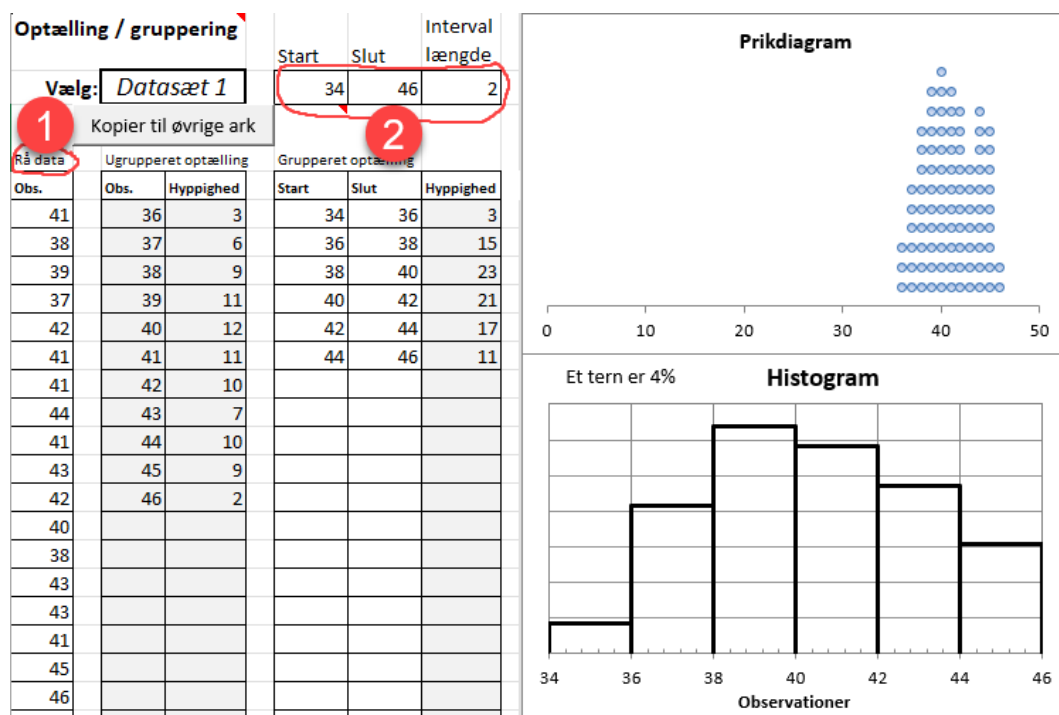 Optælling / gruppering
Start
Slut
Interval
længde
Vælg:
Datasæt 1
34 46 2
1
Kopier til øvrige ark
2
Rå data
Ugrupperet optælling
Grupperet optælling
Obs. Obs. Hyppighed Start Slut Hyppighed
41 36 3 34 36 3
38 37 6 36 38 15
39 38 9 38 40 23
37 39 11 40 42 21
42 40 12 42 44 17
41 41 11 44 46 11
41 42 10
44 43 7
41 44 10
43 45 9
42 46 2
40
38
43
43
41
45
46
Prikdiagram
0 10 20 30 40 50
Et tern er 4%
Histogram
34 36 38 40 42 44 46
Observationer